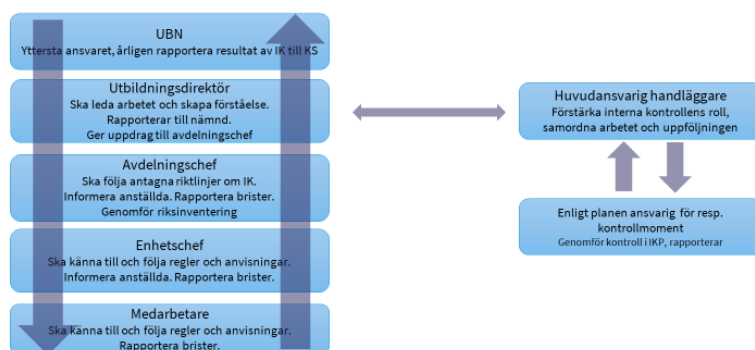 UBN
Yttersta ansvaret, årligen rapportera resultat av IK till KS
Utbildningsdirektör
Ska leda arbetet och skapa förståelse.
Rapporterar till nämnd.
Ger uppdrag till avdelningschef
Avdelningschef
Ska följa antagna riktlinjer om IK.
Informera anställda. Rapportera brister.
Genomför riksinventering
Enhetschef
Ska känna till och följa regler och anvisningar.
Informera anställda. Rapportera brister.
Medarbetare
Ska känna till och följa regler och anvisningar.
Rapportera brister.
Huvudansvarig handläggare
Förstärka interna kontrollens roll,
samordna arbetet och uppföljningen
Enligt planen ansvarig för resp.
kontrollmoment
Genomför kontroll i IKP, rapporterar